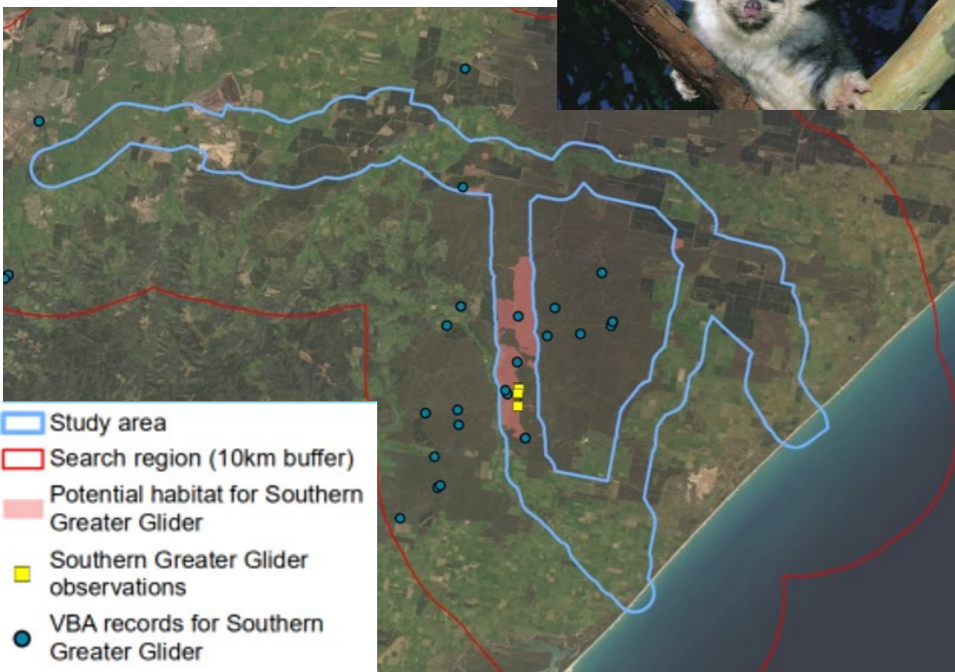 Study area
Search region (10km buffer)
Potential habitat for Southern
Greater Glider
Southern Greater Glider
observations
VBA records for Southern
Greater Glider